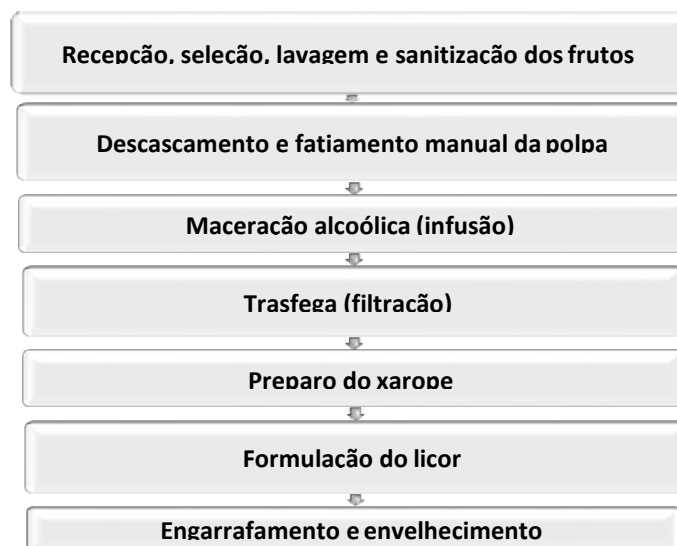 Recepção, seleção, lavagem e sanitização dos frutos
Descascamento e fatiamento manual da polpa
Maceração alcoólica (infusão)
Trasfega (filtração)
Preparo do xarope
Formulação do licor
Engarrafamento e envelhecimento